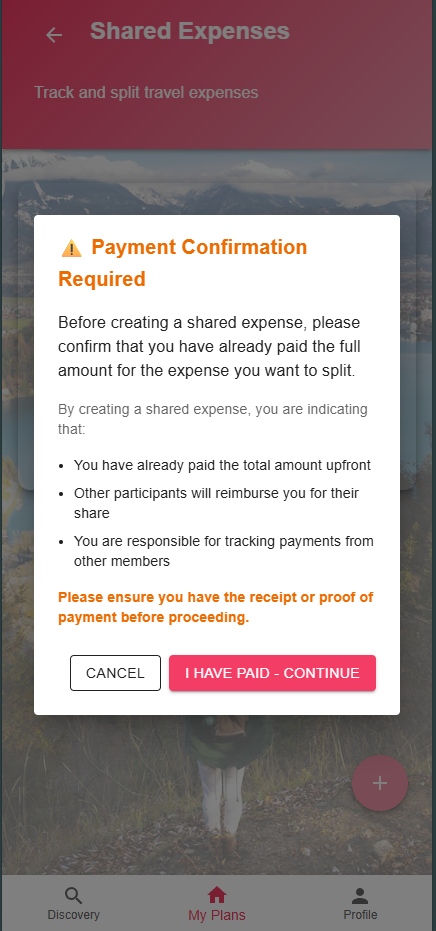 Shared Expenses
Track and split travel expenses
⚠️ Payment Confirmation
Required
Before creating a shared expense, please
confirm that you have already paid the full
amount for the expense you want to split.
By creating a shared expense, you are indicating
that:
• You have already paid the total amount upfront
• Other participants will reimburse you for their
share
• You are responsible for tracking payments from
other members
Please ensure you have the receipt or proof of
payment before proceeding.
CANCEL I HAVE PAID - CONTINUE
+
Discovery My Plans Profile